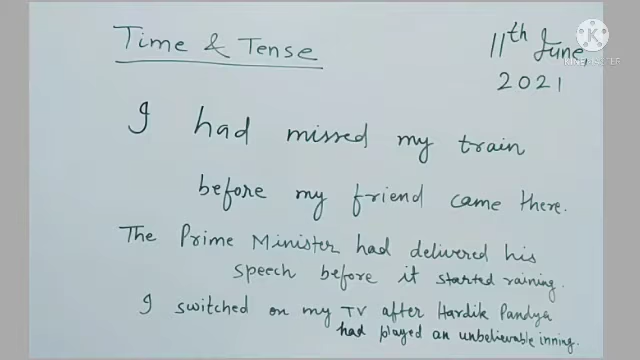 Time & Tense
11th June,
2021
KINEMASTER
I had missed my train
before my friend came there.
The Prime Minister had delivered his
speech before it started raining.
I switched on my TV after Hardik Pandya
had played an unbelievable inning.